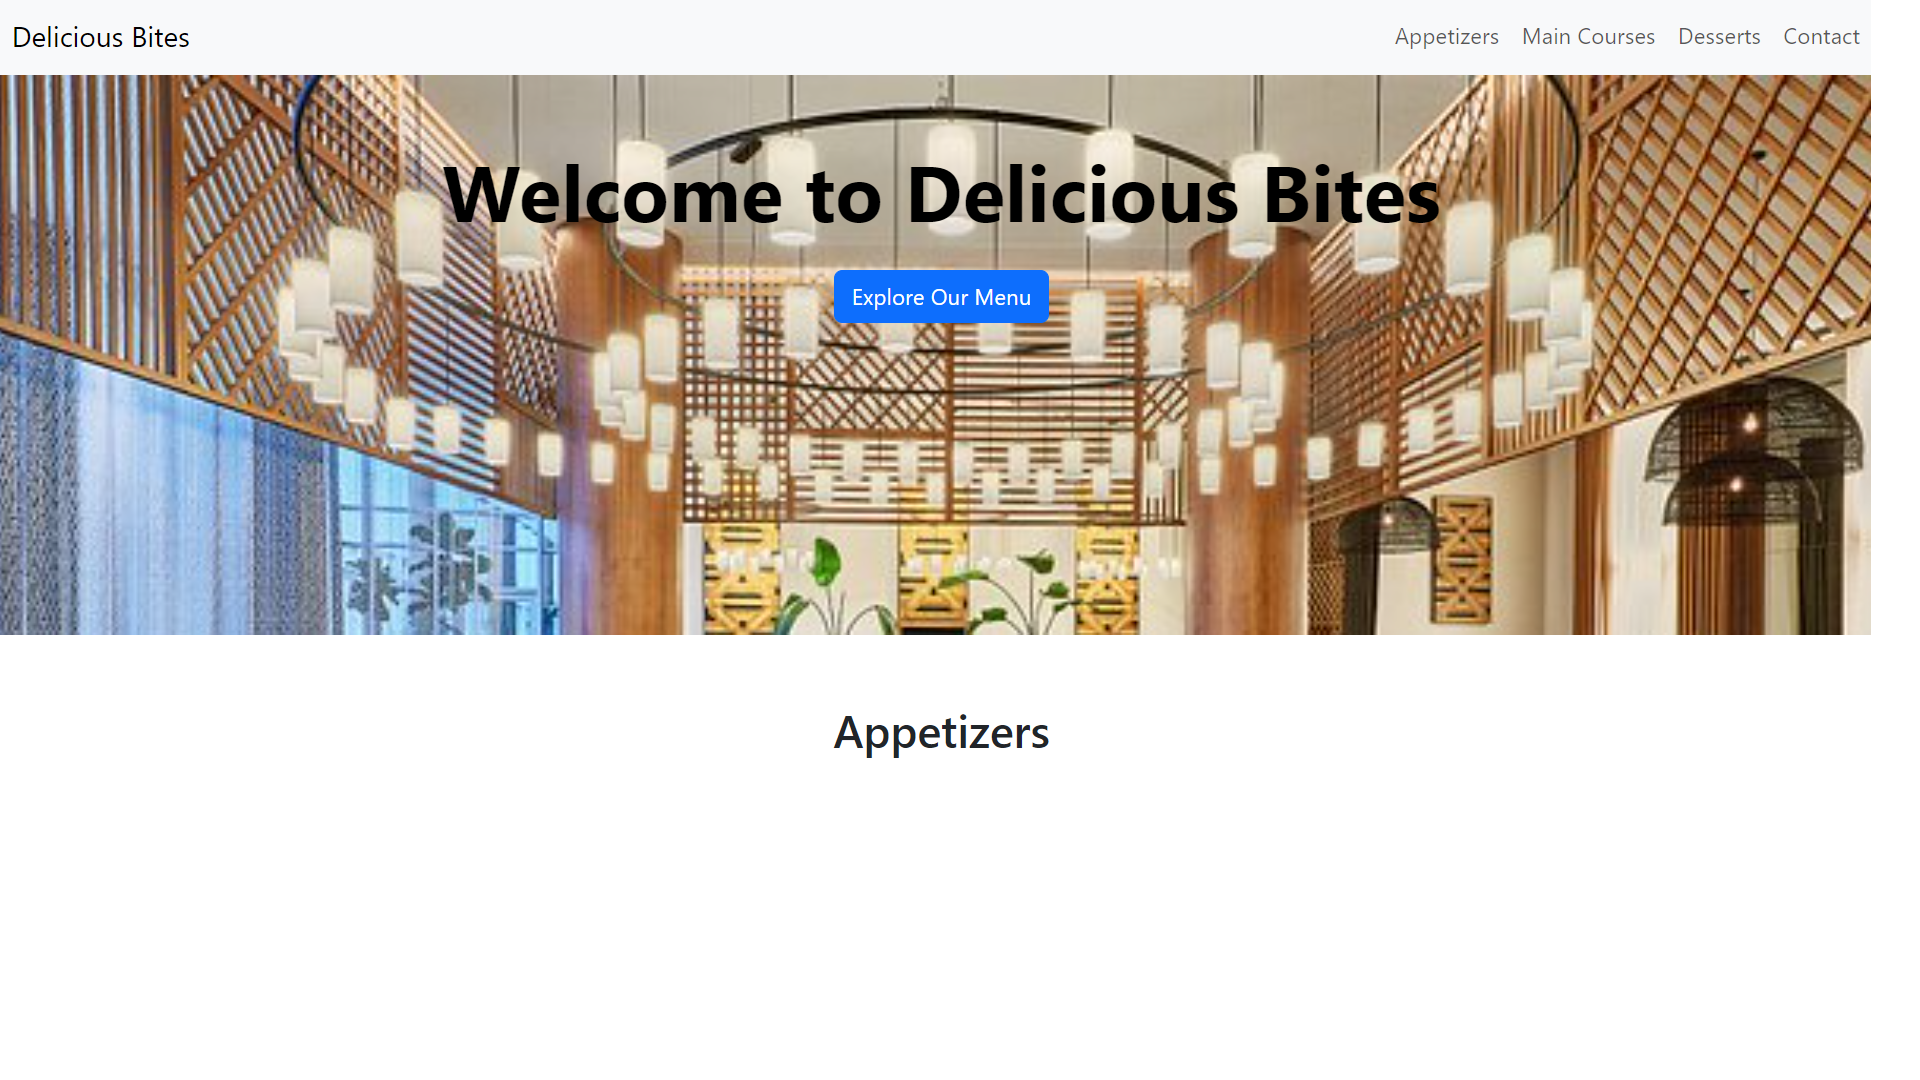 Delicious Bites
Appetizers Main Courses Desserts Contact
Welcome to Delicious Bites
Explore Our Menu
Appetizers